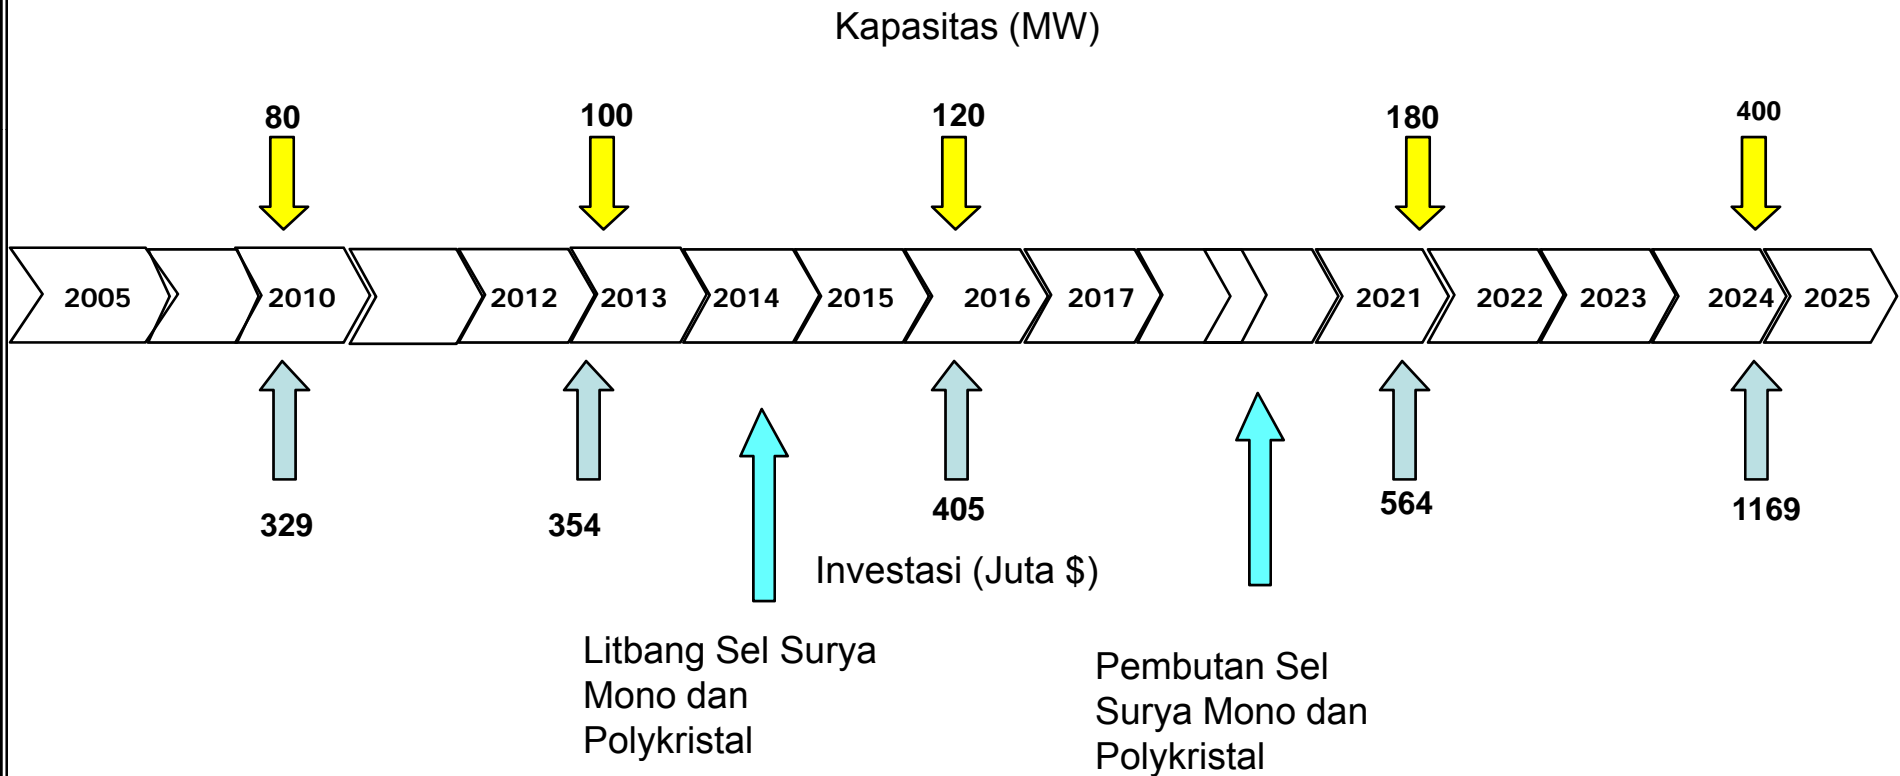 Kapasitas (MW)
80 100 120 180 400
2005 2010 2012 2013 2014 2015 2016 2017 2021 2022 2023 2024 2025
329 354 405 564 1169
Investasi (Juta $)
Litbang Sel Surya
Mono dan
Polykristal
Pembutan Sel
Surya Mono dan
Polykristal